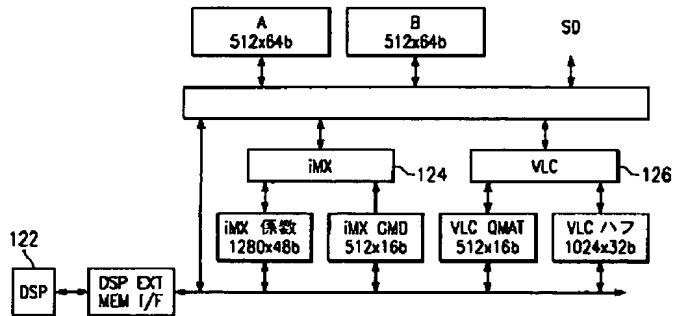 A
512x64b
B
512x64b
SD
iMX
124
VLC
126
iMX 係数
1280x48b
iMX CMD
512x16b
VLC QMAT
512x16b
VLC ハフ
1024x32b
122
DSP
DSP EXT
MEM I/F